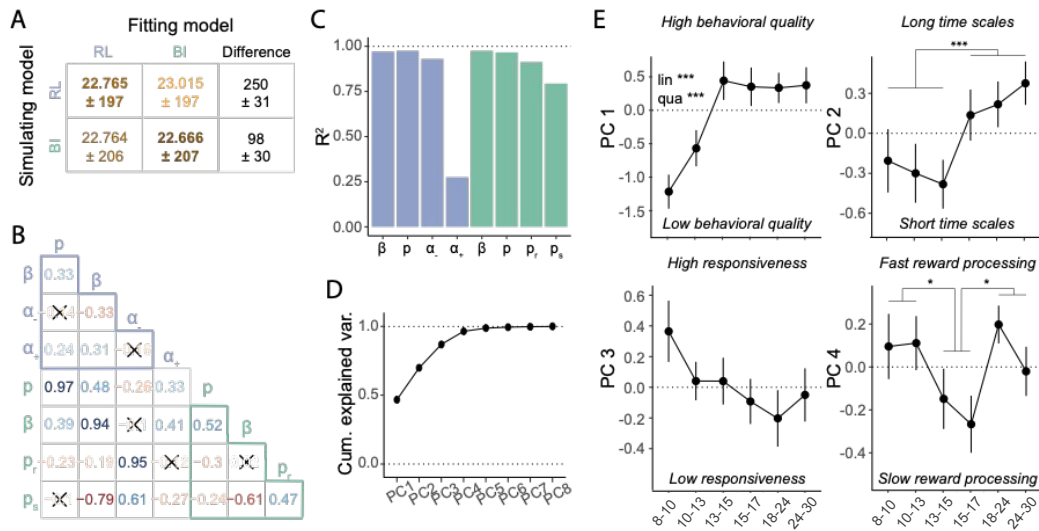 A
Fitting model
RL BI Difference
Simulating model
RL
22.765 23.015 250
± 197 ± 197 ± 31
BI
22.764 22.666 98
± 206 ± 207 ± 30
B
p
β 0.33 β
α- -0.33 α-
α+ 0.24 0.31 α+
p 0.97 0.48 -0.26 0.33 p
β 0.39 0.94 0.41 0.52 β
pr -0.23 -0.19 0.95 -0.3 pr
ps -0.79 0.61 -0.27 -0.24 -0.61 0.47
C
R²
1.00
0.75
0.50
0.25
0.00
β p α- α+ β p pr ps
D
Cum. explained var.
1.0
0.5
0.0
PC1 PC2 PC3 PC4 PC5 PC6 PC7 PC8
E
High behavioral quality
PC 1
0.5
0.0
-0.5
-1.0
-1.5
lin ***
qua ***
Low behavioral quality
Long time scales
***
PC 2
0.3
0.0
-0.3
-0.6
Short time scales
High responsiveness
PC 3
0.6
0.4
0.2
0.0
-0.2
-0.4
Low responsiveness
8-10 10-13 13-15 15-17 18-24 24-30
Fast reward processing
* *
PC 4
0.2
0.0
-0.2
-0.4
Slow reward processing
8-10 10-13 13-15 15-17 18-24 24-30